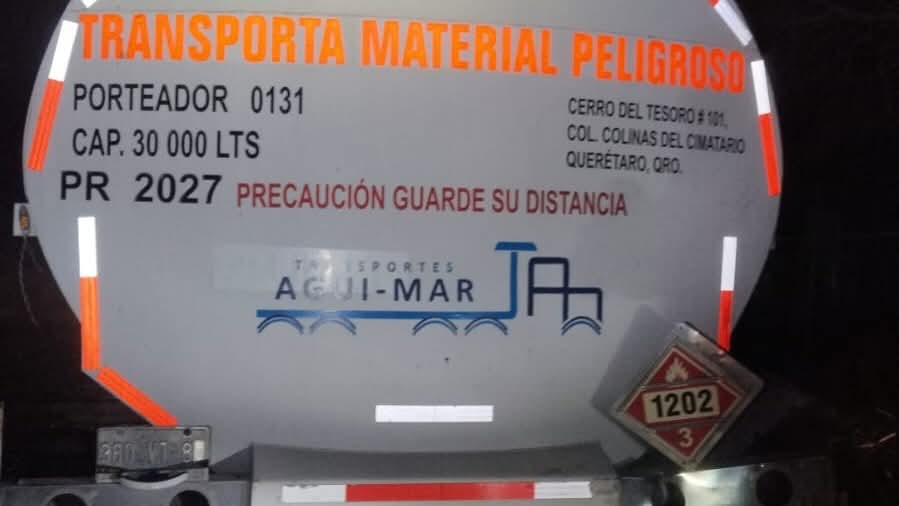 TRANSPORTA MATERIAL PELIGROSO
PORTEADOR 0131
CAP. 30 000 LTS
PR 2027
CERRO DEL TESORO # 101,
COL. COLINAS DEL CIMATARIO
QUERÉTARO, QRO.
PRECAUCIÓN GUARDE SU DISTANCIA
TRANSPORTES
AGUI-MAR
1202
3